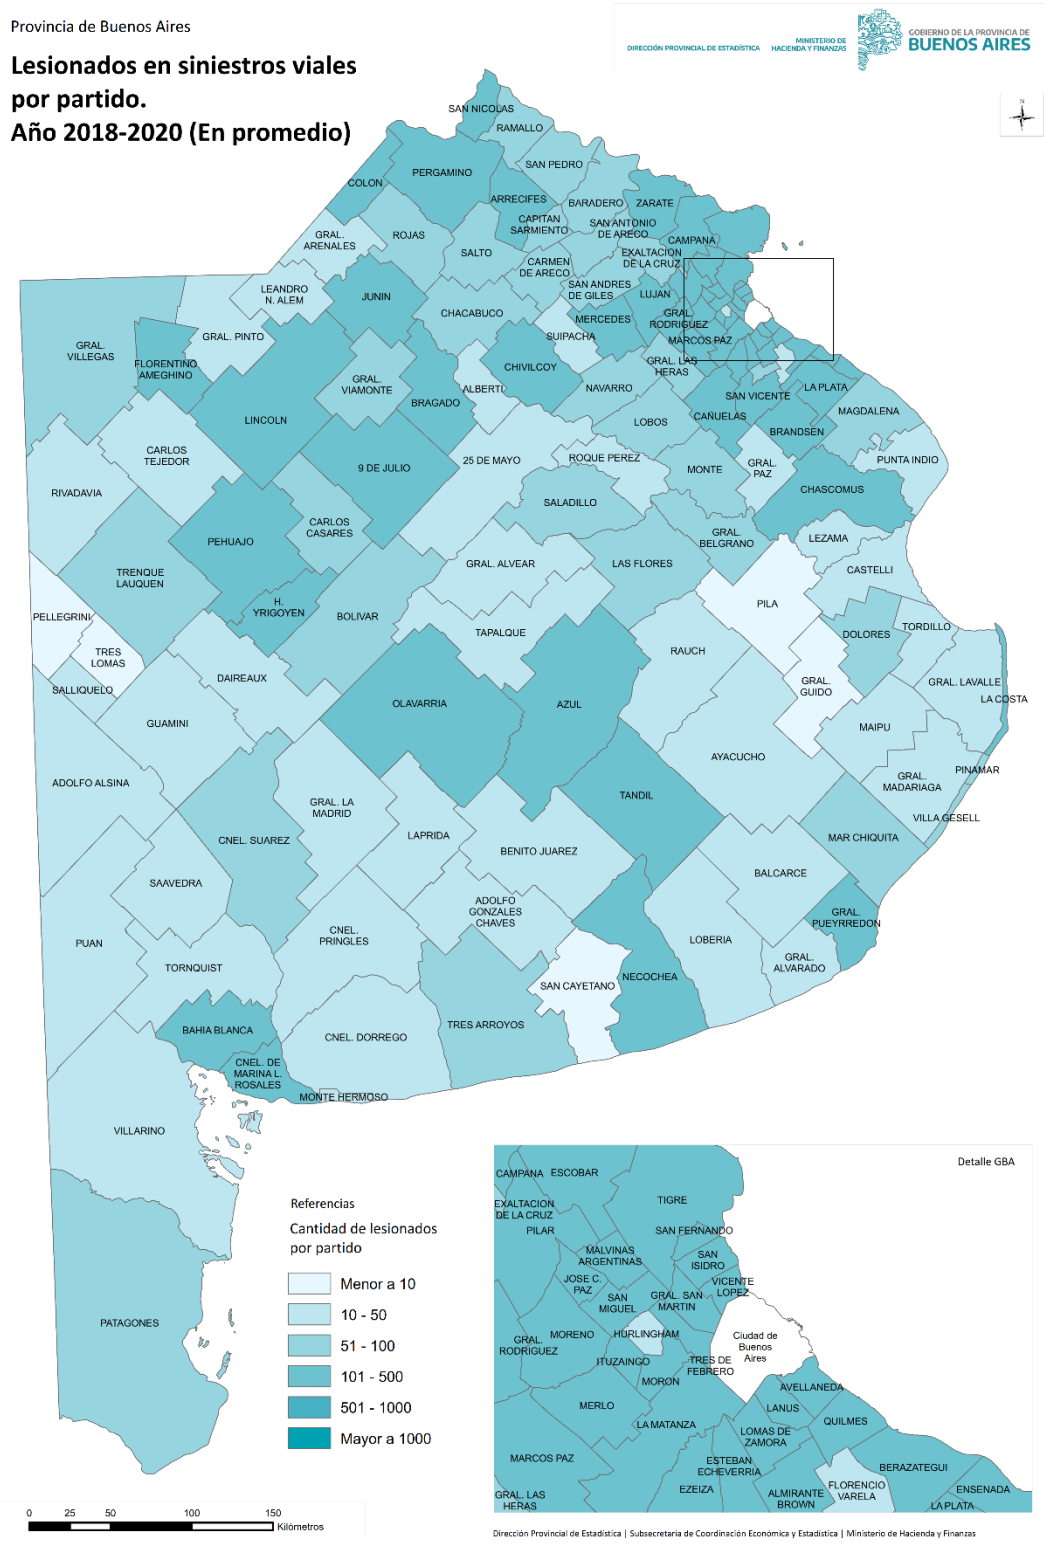 Provincia de Buenos Aires
Lesionados en siniestros viales
por partido.
Año 2018-2020 (En promedio)
DIRECCIÓN PROVINCIAL DE ESTADÍSTICA
MINISTERIO DE
HACIENDA Y FINANZAS
GOBIERNO DE LA PROVINCIA DE
BUENOS AIRES
N
SAN NICOLAS
RAMALLO
SAN PEDRO
PERGAMINO
COLON
ARRECIFES
BARADERO
ZARATE
CAPITAN
SARMIENTO
SAN ANTONIO
DE ARECO
CAMPANA
GRAL.
ARENALES
ROJAS
SALTO
CARMEN
DE ARECO
EXALTACION
DE LA CRUZ
LEANDRO
N. ALEM
JUNIN
SAN ANDRES
DE GILES
LUJAN
CHACABUCO
MERCEDES
GRAL.
RODRIGUEZ
GRAL. PINTO
SUIPACHA
MARCOS PAZ
GRAL.
VILLEGAS
FLORENTINO
AMEGHINO
CHIVILCOY
GRAL. LAS
HERAS
GRAL.
VIAMONTE
ALBERTI
NAVARRO
LA PLATA
SAN VICENTE
BRAGADO
MAGDALENA
LINCOLN
LOBOS
CAÑUELAS
BRANDSEN
CARLOS
TEJEDOR
9 DE JULIO
25 DE MAYO
ROQUE PEREZ
MONTE
GRAL.
PAZ
PUNTA INDIO
RIVADAVIA
SALADILLO
CHASCOMUS
CARLOS
CASARES
PEHUAJO
GRAL.
BELGRANO
LEZAMA
TRENQUE
LAUQUEN
GRAL. ALVEAR
LAS FLORES
CASTELLI
H.
YRIGOYEN
PILA
PELLEGRINI
BOLIVAR
TAPALQUE
DOLORES
TORDILLO
TRES
LOMAS
RAUCH
SALLIQUELO
DAIREAUX
GRAL.
GUIDO
GRAL. LAVALLE
LA COSTA
OLAVARRIA
AZUL
GUAMINI
MAIPU
AYACUCHO
ADOLFO ALSINA
PINAMAR
GRAL.
MADARIAGA
TANDIL
GRAL. LA
MADRID
VILLA GESELL
LAPRIDA
CNEL. SUAREZ
MAR CHIQUITA
BENITO JUAREZ
BALCARCE
SAAVEDRA
ADOLFO
GONZALES
CHAVES
GRAL.
PUEYRREDON
CNEL.
PRINGLES
PUAN
LOBERIA
TORNQUIST
GRAL.
ALVARADO
NECOCHEA
SAN CAYETANO
TRES ARROYOS
BAHIA BLANCA
CNEL. DORREGO
CNEL. DE
MARINA L.
ROSALES
MONTE HERMOSO
VILLARINO
PATAGONES
Referencias
Cantidad de lesionados
por partido
Menor a 10
10 - 50
51 - 100
101 - 500
501 - 1000
Mayor a 1000
0 25 50 100 150
Kilómetros
Detalle GBA
CAMPANA
ESCOBAR
TIGRE
EXALTACION
DE LA CRUZ
PILAR
SAN FERNANDO
MALVINAS
ARGENTINAS
SAN
ISIDRO
JOSE C.
PAZ
VICENTE
LOPEZ
SAN
MIGUEL
GRAL. SAN
MARTIN
HURLINGHAM
MORENO
GRAL.
RODRIGUEZ
Ciudad de
Buenos
Aires
ITUZAINGO
TRES DE
FEBRERO
MORON
AVELLANEDA
MERLO
LANUS
LA MATANZA
QUILMES
LOMAS DE
ZAMORA
MARCOS PAZ
ESTEBAN
ECHEVERRIA
BERAZATEGUI
EZEIZA
FLORENCIO
VARELA
ENSENADA
GRAL. LAS
HERAS
ALMIRANTE
BROWN
LA PLATA
Dirección Provincial de Estadística | Subsecretaria de Coordinación Económica y Estadística | Ministerio de Hacienda y Finanzas